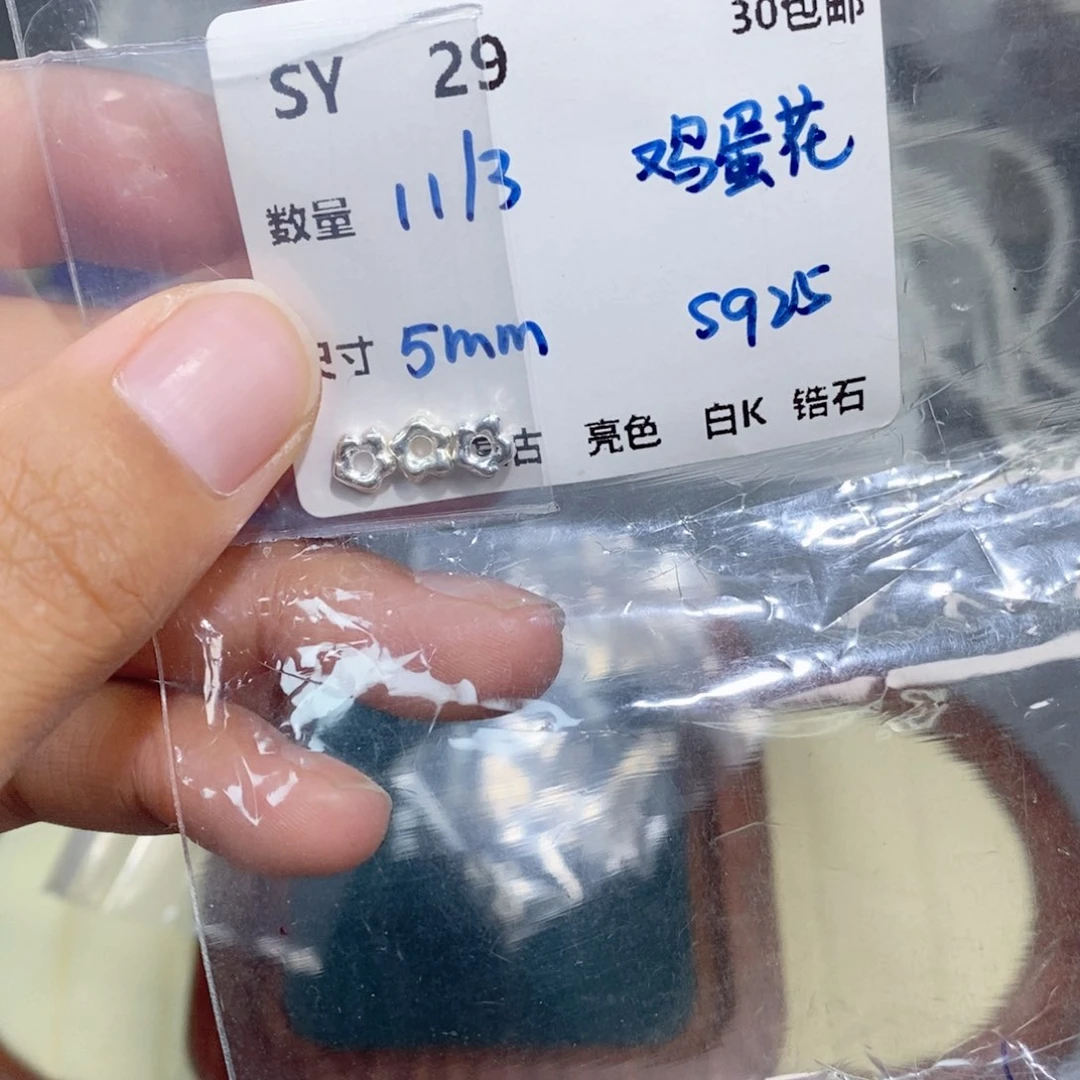 30包邮
SY 29
鸡蛋花
数量 11/3
S925
尺寸 5mm
古 亮色 白K 锆石